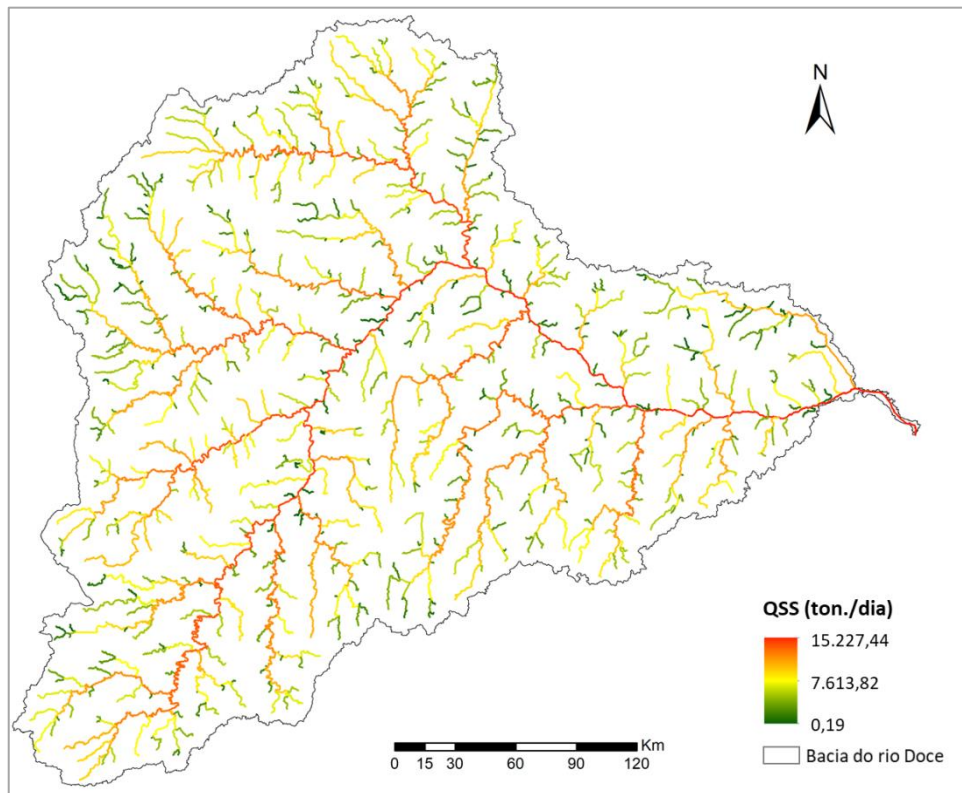 N
QSS (ton./dia)
15.227,44
7.613,82
0,19
Bacia do rio Doce
Km
0 15 30 60 90 120